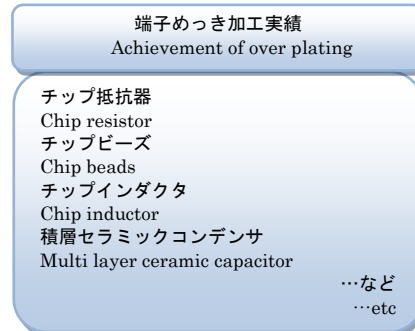 端子めっき加工実績
Achievement of over plating
チップ抵抗器
Chip resistor
チップビーズ
Chip beads
チップインダクタ
Chip inductor
積層セラミックコンデンサ
Multi layer ceramic capacitor
…など
…etc